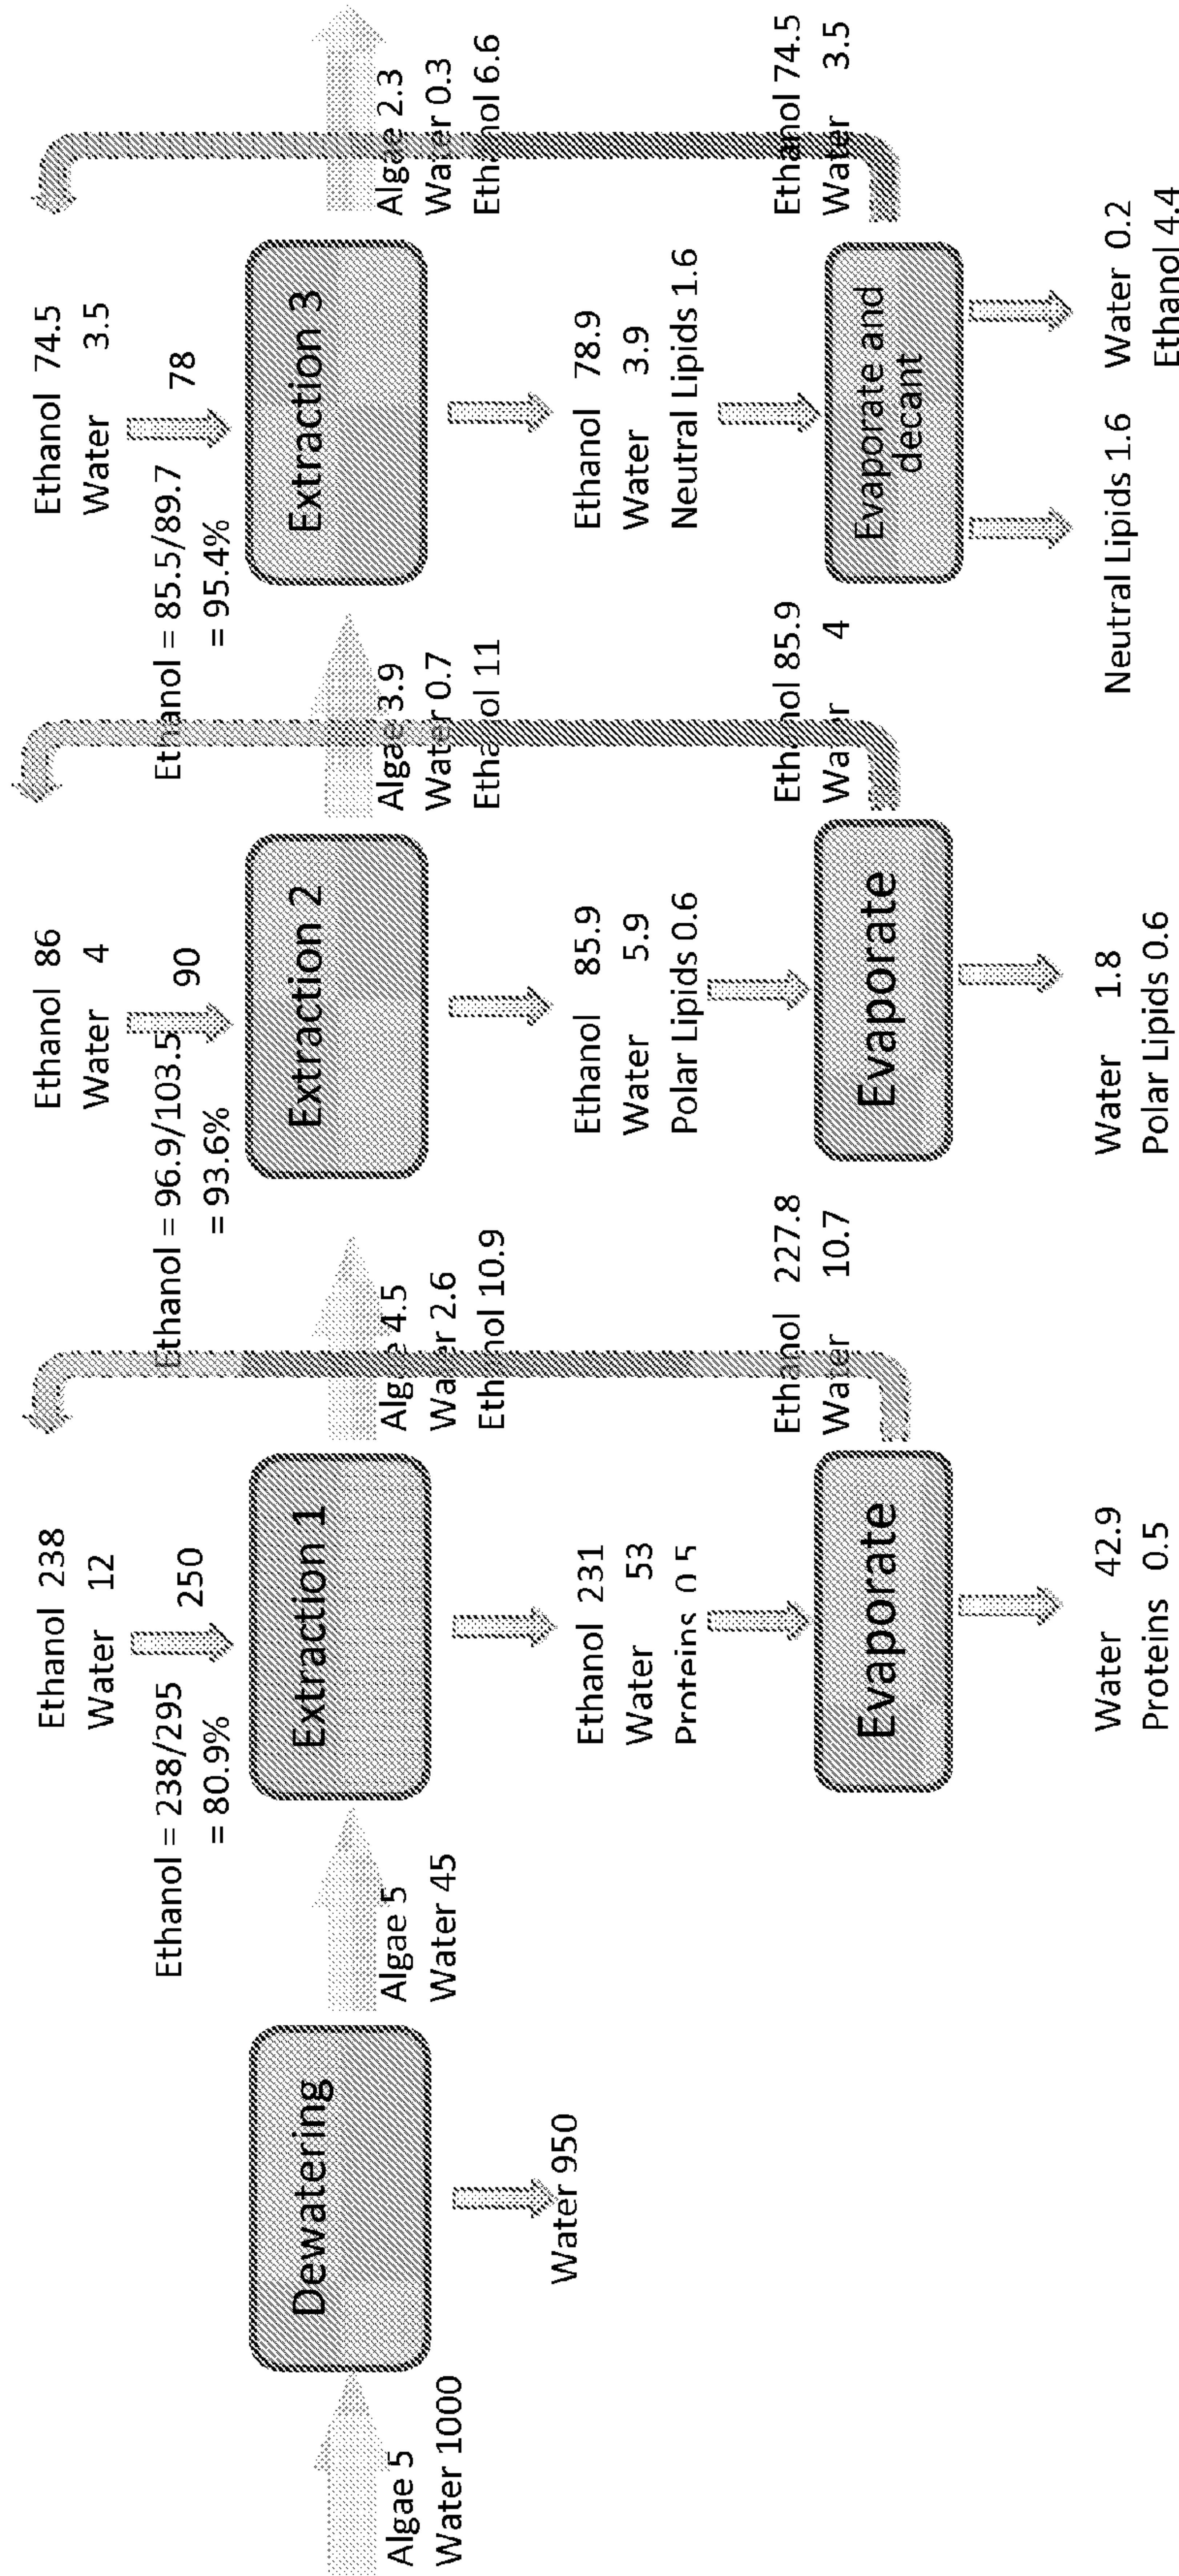 Algae 5
Water 1000
Dewatering
Water 950
Algae 5
Water 45
Ethanol 238
Water 12
250
Ethanol = 238/295
= 80.9%
Extraction 1
Ethanol 231
Water 53
Proteins 0.5
Evaporate
Water 42.9
Proteins 0.5
Ethanol 227.8
Water 10.7
Algae 4.5
Water 2.6
Ethanol 10.9
Ethanol 86
Water 4
90
Ethanol = 96.9/103.5
= 93.6%
Extraction 2
Ethanol 85.9
Water 5.9
Polar Lipids 0.6
Evaporate
Water 1.8
Polar Lipids 0.6
Ethanol 85.9
Water 4
Algae 3.9
Water 0.7
Ethanol 11
Ethanol 74.5
Water 3.5
78
Ethanol = 85.5/89.7
= 95.4%
Extraction 3
Ethanol 78.9
Water 3.9
Neutral Lipids 1.6
Evaporate and
decant
Neutral Lipids 1.6
Water 0.2
Ethanol 4.4
Ethanol 74.5
Water 3.5
Algae 2.3
Water 0.3
Ethanol 6.6